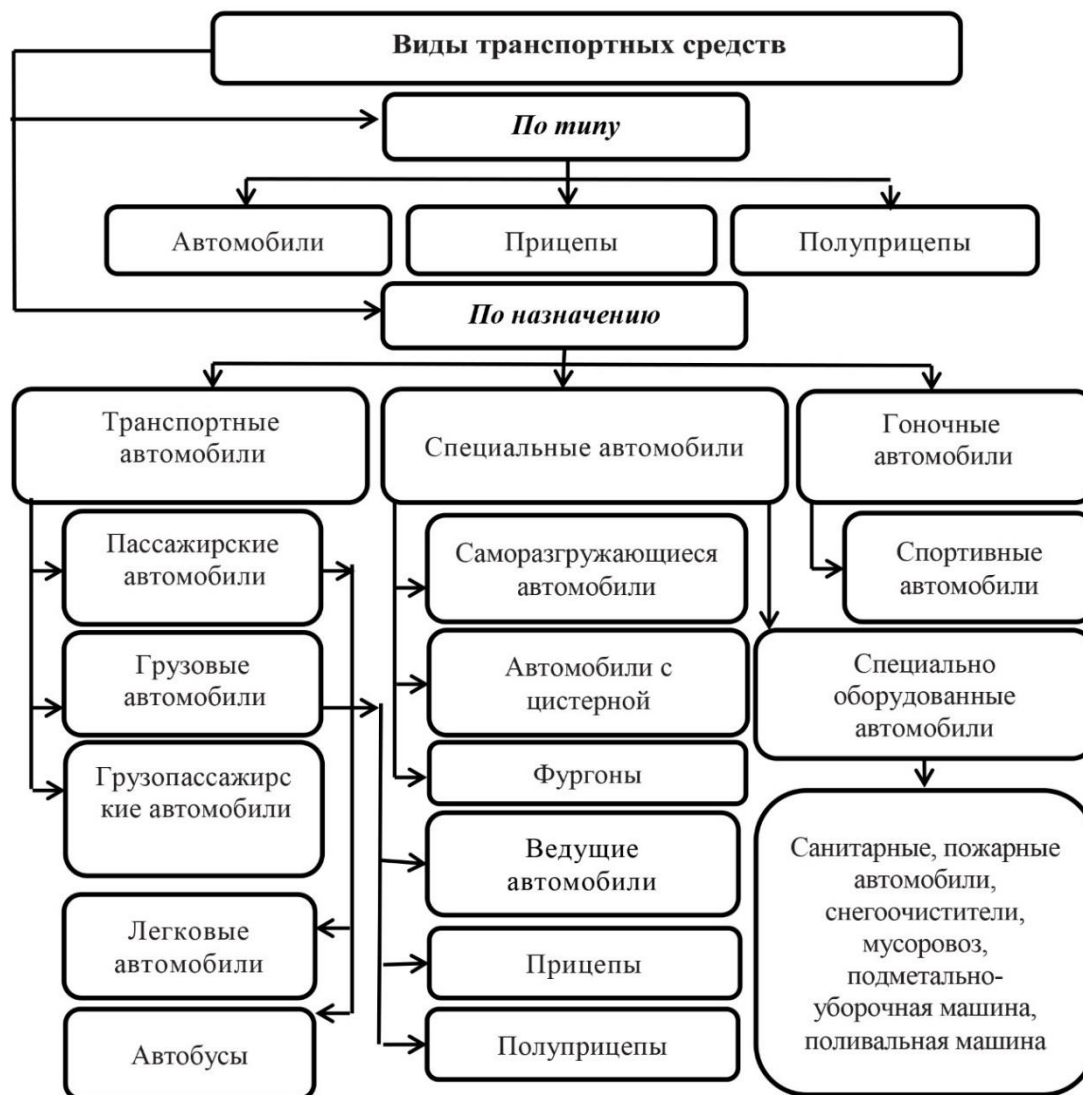 Виды транспортных средств
По типу
Автомобили
Прицепы
Полуприцепы
По назначению
Транспортные
автомобили
Специальные автомобили
Гоночные
автомобили
Пассажирские
автомобили
Саморазгружающиеся
автомобили
Спортивные
автомобили
Грузовые
автомобили
Автомобили с
цистерной
Специально
оборудованные
автомобили
Грузопассажирс
кие автомобили
Фургоны
Ведущие
автомобили
Санитарные, пожарные
автомобили,
снегоочистители,
мусоровоз,
подметально-
уборочная машина,
поливальная машина
Легковые
автомобили
Прицепы
Автобусы
Полуприцепы